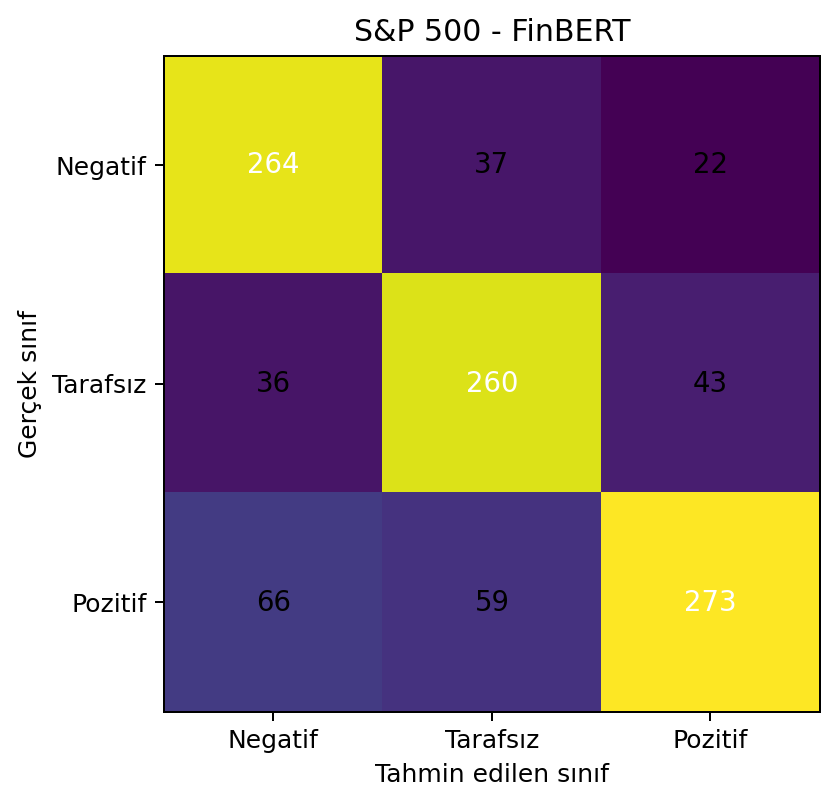 S&P 500 - FinBERT
Negatif 264 37 22
Tarafsız 36 260 43
Pozitif 66 59 273
Negatif Tarafsız Pozitif
Tahmin edilen sınıf
Gerçek sınıf